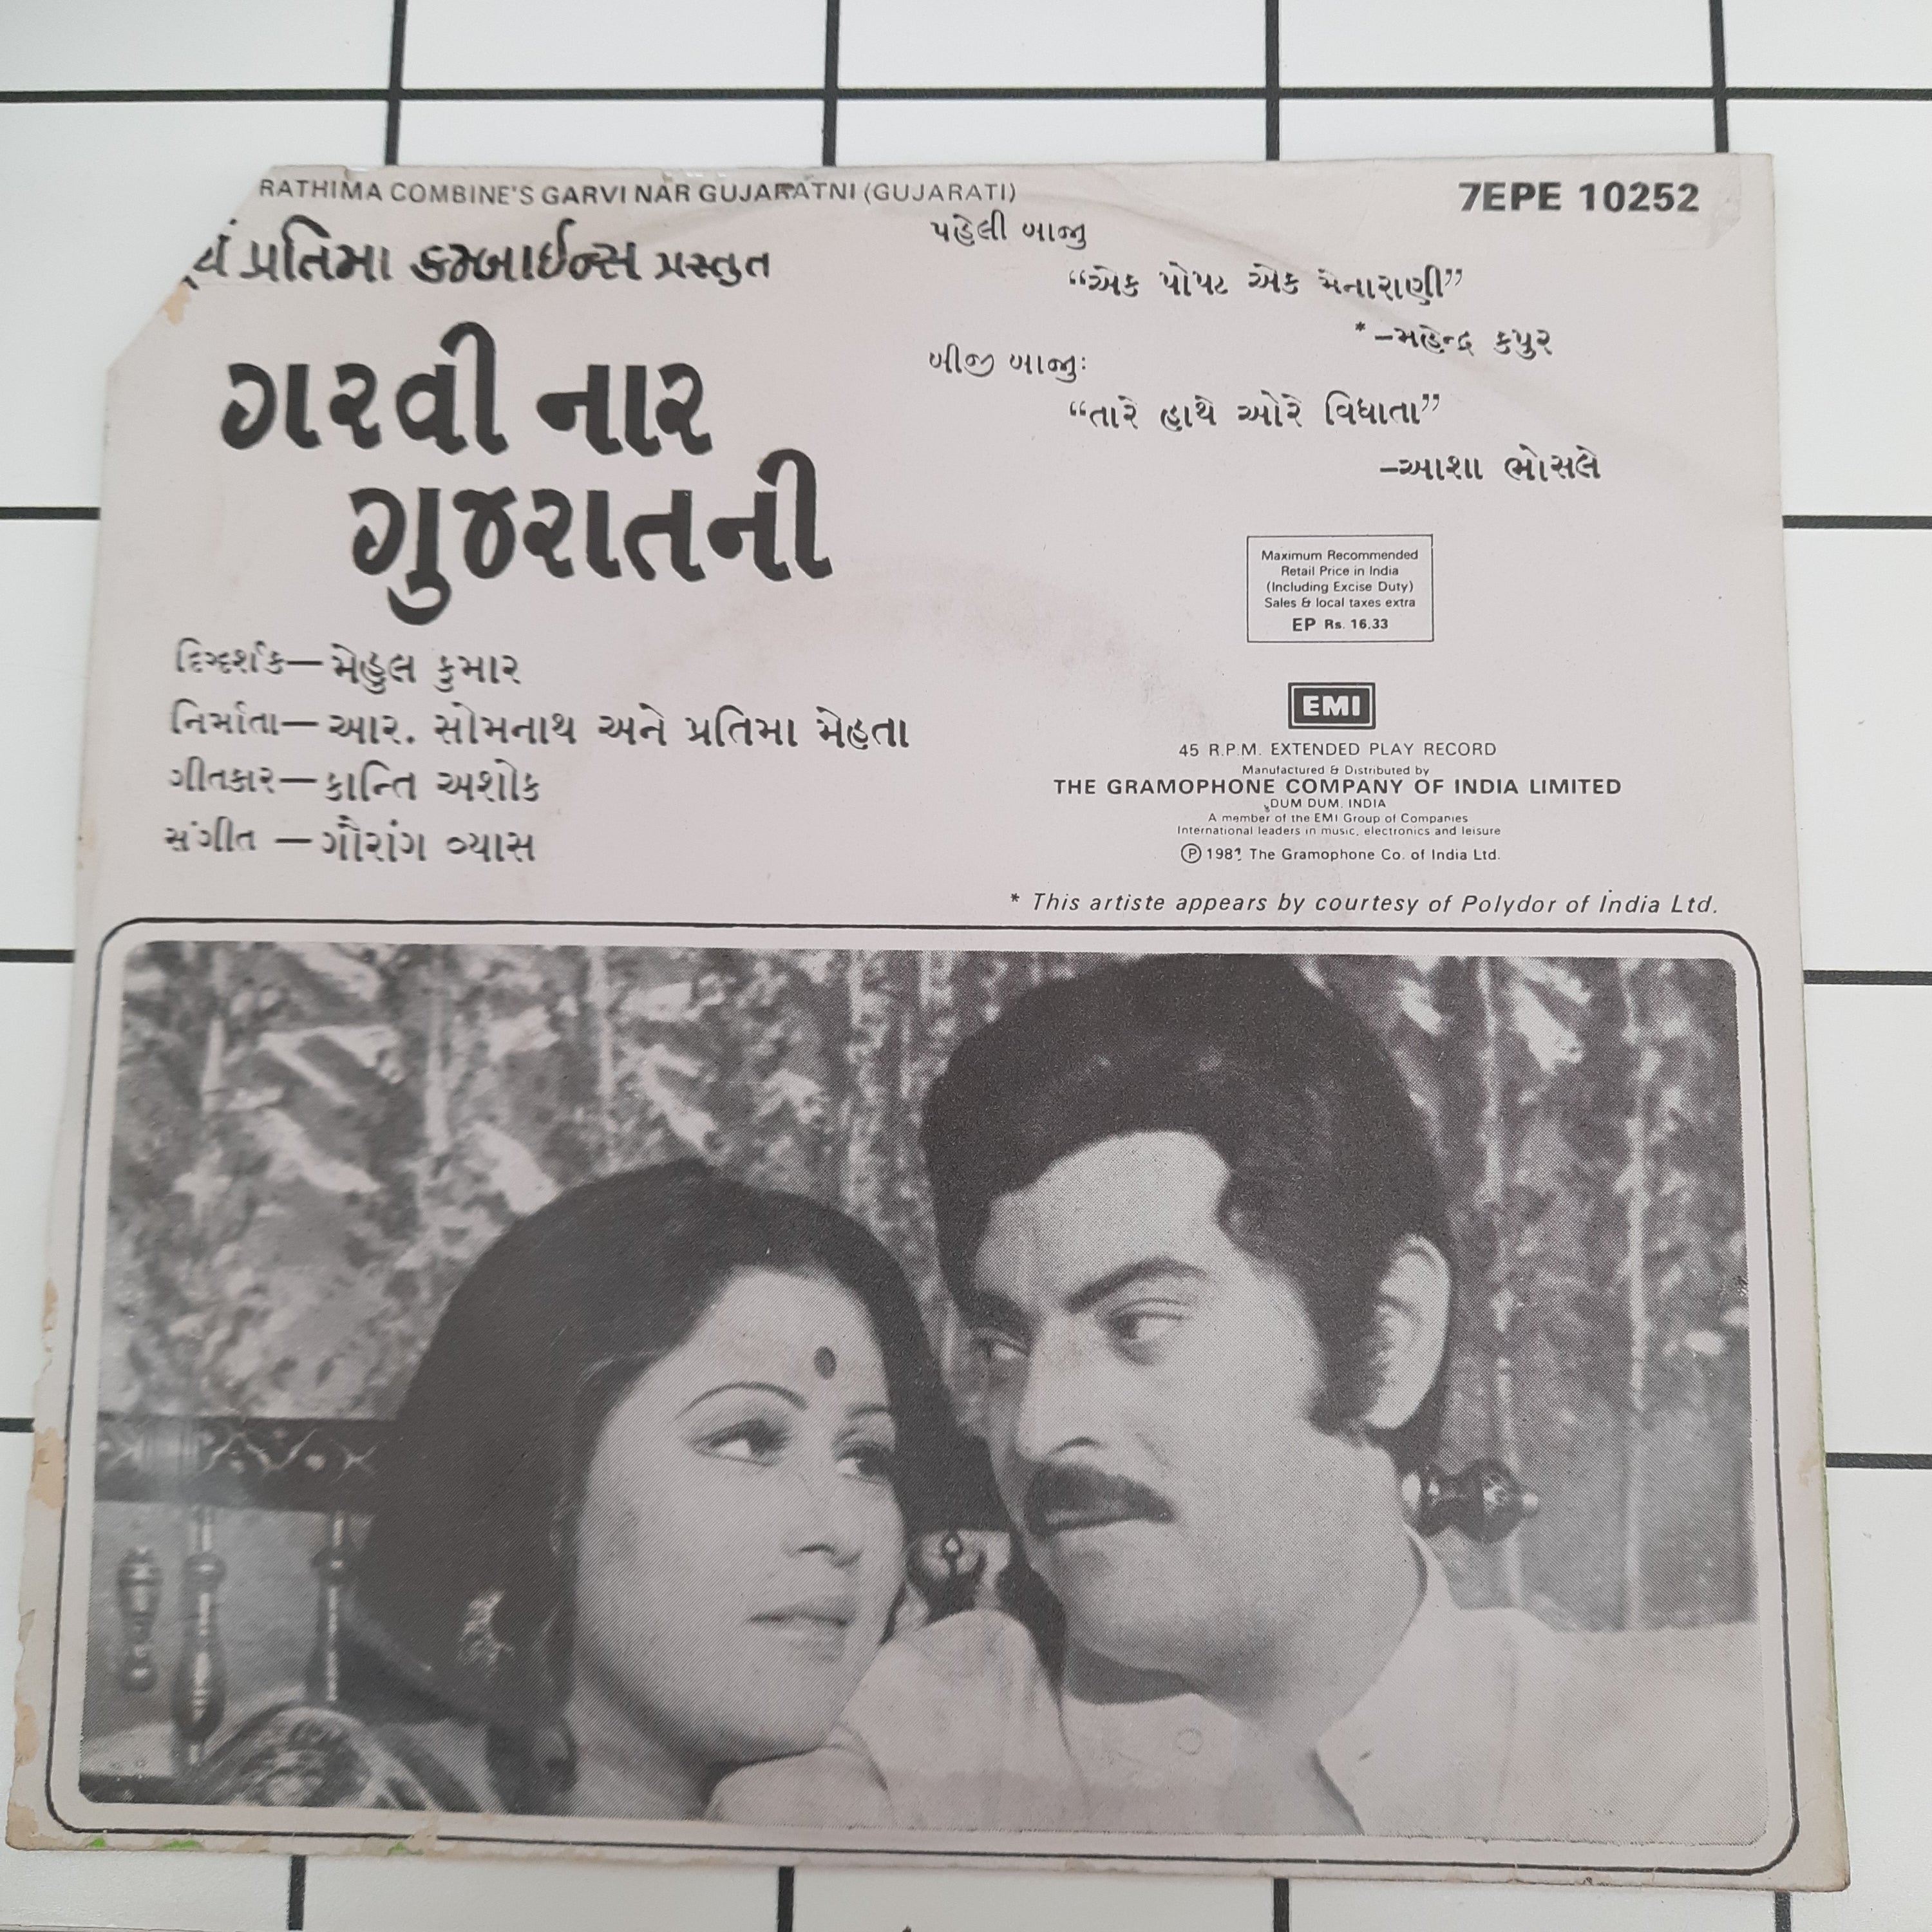 RATHIMA COMBINE'S GARVI NAR GUJARATNI (GUJARATI)
7EPE 10252
પ્રતિમા કમ્બાઈન્સ પ્રસ્તુત
ગરવી નાર
ગુજરાતની
દિગ્દર્શક—મેહુલ કુમાર
નિર્માતા—આર. સોમનાથ અને પ્રતિમા મેહતા
ગીતકાર—કાન્તિ અશોક
સંગીત —ગૌરાંગ વ્યાસ
પહેલી બાજુ
“એક પોપટ એક મેનારાણી”
* –મહેન્દ્ર કપુર
બીજી બાજુ:
“તારે હાથે ઓરે વિધાતા”
–આશા ભોસલે
Maximum Recommended
Retail Price in India
(Including Excise Duty)
Sales & local taxes extra
EP Rs. 16.33
EMI
45 R.P.M. EXTENDED PLAY RECORD
Manufactured & Distributed by
THE GRAMOPHONE COMPANY OF INDIA LIMITED
DUM DUM. INDIA
A member of the EMI Group of Companies
International leaders in music, electronics and leisure
Ⓟ 1981 The Gramophone Co. of India Ltd.
* This artiste appears by courtesy of Polydor of India Ltd.